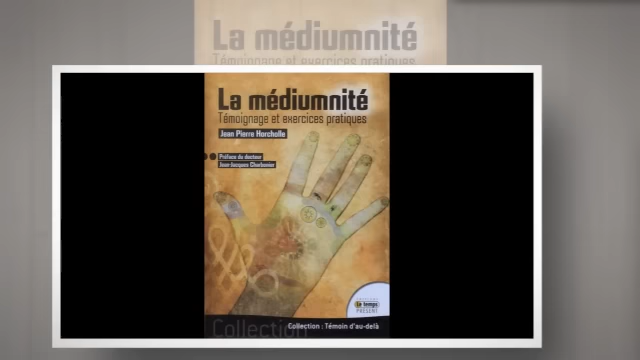 La médiumnité
Témoignage et exercices pratiques
La médiumnité
Témoignage et exercices pratiques
Jean Pierre Horcholle
Préface du docteur
Jean-Jacques Charbonier
Le temps
PRÉSENT
Collection
Collection : Témoin d'au-delà